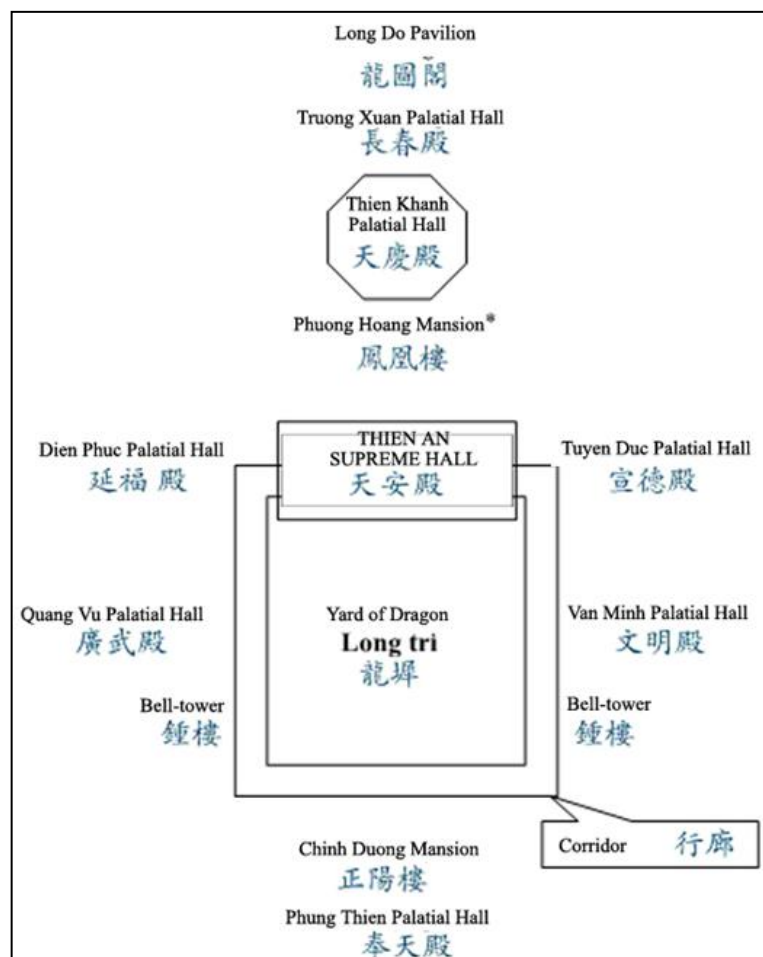 Long Do Pavilion
龍圖閣
Truong Xuan Palatial Hall
長春殿
Thien Khanh
Palatial Hall
天慶殿
Phuong Hoang Mansion*
鳳凰樓
Dien Phuc Palatial Hall
延福 殿
THIEN AN
SUPREME HALL
天安殿
Tuyen Duc Palatial Hall
宣德殿
Quang Vu Palatial Hall
廣武殿
Yard of Dragon
Long trì
龍墀
Van Minh Palatial Hall
文明殿
Bell-tower
鍾樓
Bell-tower
鍾樓
Corridor 行廊
Chinh Duong Mansion
正陽樓
Phung Thien Palatial Hall
奉天殿